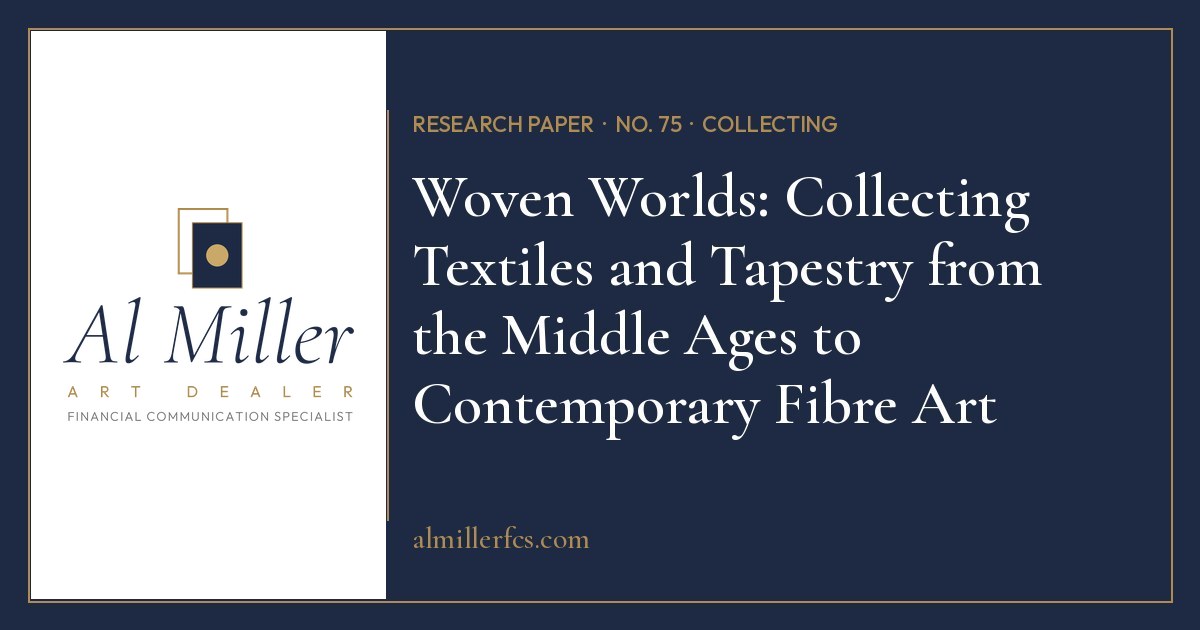 Al Miller
ART DEALER
FINANCIAL COMMUNICATION SPECIALIST
RESEARCH PAPER · NO. 75 · COLLECTING
Woven Worlds: Collecting
Textiles and Tapestry from
the Middle Ages to
Contemporary Fibre Art
almillerfcs.com